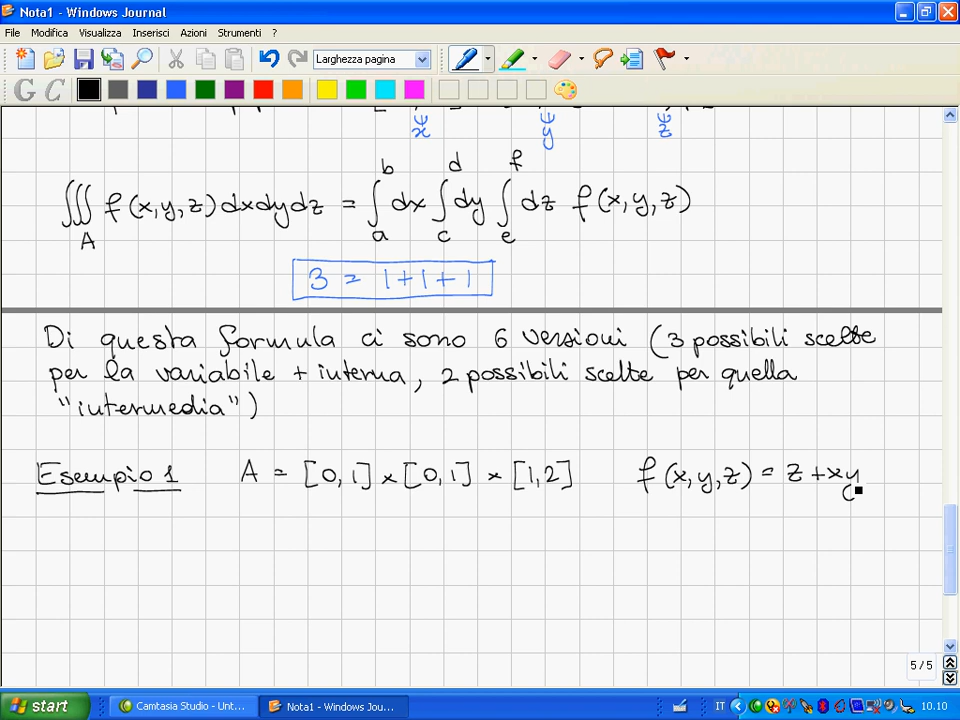 Nota1 - Windows Journal
File Modifica Visualizza Inserisci Azioni Strumenti ?
Larghezza pagina
G C
Ψ Ψ Ψ
x y z
∭_A f(x,y,z)dxdydz = ∫_a^b dx ∫_c^d dy ∫_e^f dz f(x,y,z)
3 = 1+1+1
Di questa formula ci sono 6 versioni (3 possibili scelte
per la variabile + interna, 2 possibili scelte per quella
"intermedia")
Esempio 1 A = [0,1] × [0,1] × [1,2] f(x,y,z) = z + xy
5 / 5
start Camtasia Studio - Unt... Nota1 - Windows Jou... IT 10.10